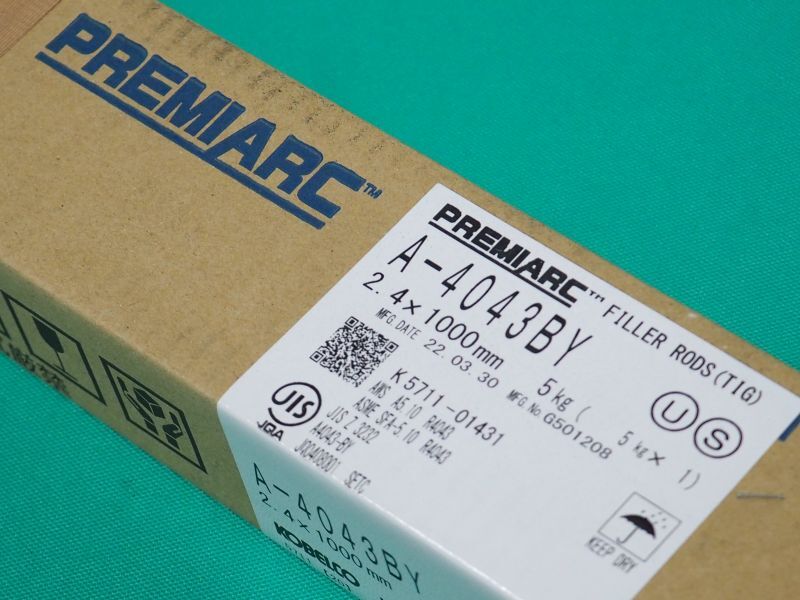 PREMIARC™
PREMIARC™ FILLER RODS(TIG)
A-4043BY
2.4×1000mm 5kg( 5kg× 1)
MFG.DATE 22.03.30 MFG.No.G501208
K5711-01431
AWS A5.10 R4043
ASME SFA-5.10 R4043
JIS Z 3232
A4043-BY
JIS
JQA
U S
KEEP DRY
A-4043BY
2.4×1000mm
KOBELCO